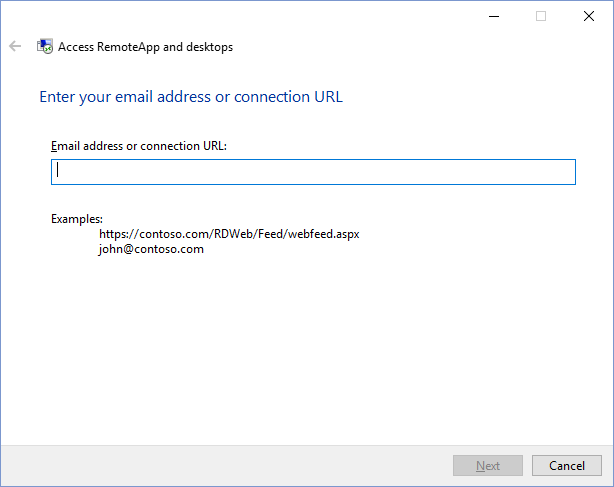 Access RemoteApp and desktops
Enter your email address or connection URL
Email address or connection URL:
Examples:
https://contoso.com/RDWeb/Feed/webfeed.aspx
john@contoso.com
Next
Cancel